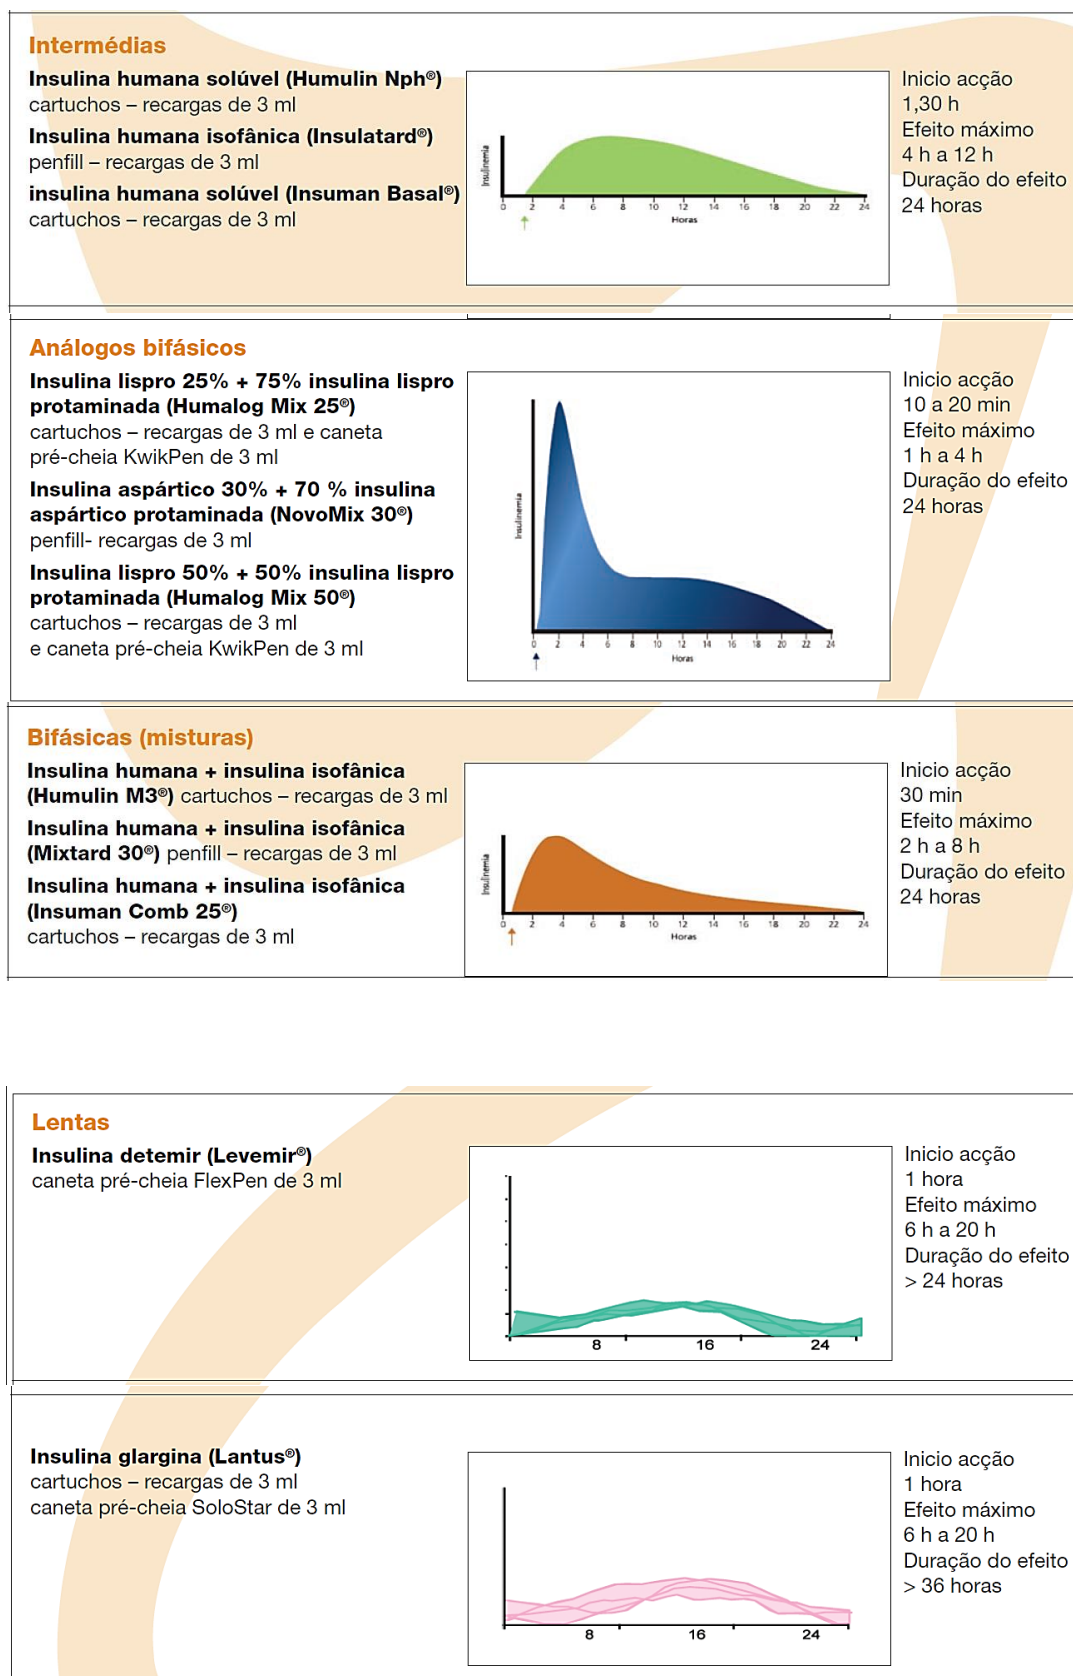 Intermédias
Insulina humana solúvel (Humulin Nph®)
cartuchos – recargas de 3 ml
Insulina humana isofânica (Insulatard®)
penfill – recargas de 3 ml
insulina humana solúvel (Insuman Basal®)
cartuchos – recargas de 3 ml
Insulinemia
0 2 4 6 8 10 12 14 16 18 20 22 24
Horas
Inicio acção
1,30 h
Efeito máximo
4 h a 12 h
Duração do efeito
24 horas
Análogos bifásicos
Insulina lispro 25% + 75% insulina lispro
protaminada (Humalog Mix 25®)
cartuchos – recargas de 3 ml e caneta
pré-cheia KwikPen de 3 ml
Insulina aspártico 30% + 70 % insulina
aspártico protaminada (NovoMix 30®)
penfill- recargas de 3 ml
Insulina lispro 50% + 50% insulina lispro
protaminada (Humalog Mix 50®)
cartuchos – recargas de 3 ml
e caneta pré-cheia KwikPen de 3 ml
Insulinemia
0 2 4 6 8 10 12 14 16 18 20 22 24
Horas
Inicio acção
10 a 20 min
Efeito máximo
1 h a 4 h
Duração do efeito
24 horas
Bifásicas (misturas)
Insulina humana + insulina isofânica
(Humulin M3®) cartuchos – recargas de 3 ml
Insulina humana + insulina isofânica
(Mixtard 30®) penfill – recargas de 3 ml
Insulina humana + insulina isofânica
(Insuman Comb 25®)
cartuchos – recargas de 3 ml
Insulinemia
0 2 4 6 8 10 12 14 16 18 20 22 24
Horas
Inicio acção
30 min
Efeito máximo
2 h a 8 h
Duração do efeito
24 horas
Lentas
Insulina detemir (Levemir®)
caneta pré-cheia FlexPen de 3 ml
8 16 24
Inicio acção
1 hora
Efeito máximo
6 h a 20 h
Duração do efeito
> 24 horas
Insulina glargina (Lantus®)
cartuchos – recargas de 3 ml
caneta pré-cheia SoloStar de 3 ml
8 16 24
Inicio acção
1 hora
Efeito máximo
6 h a 20 h
Duração do efeito
> 36 horas